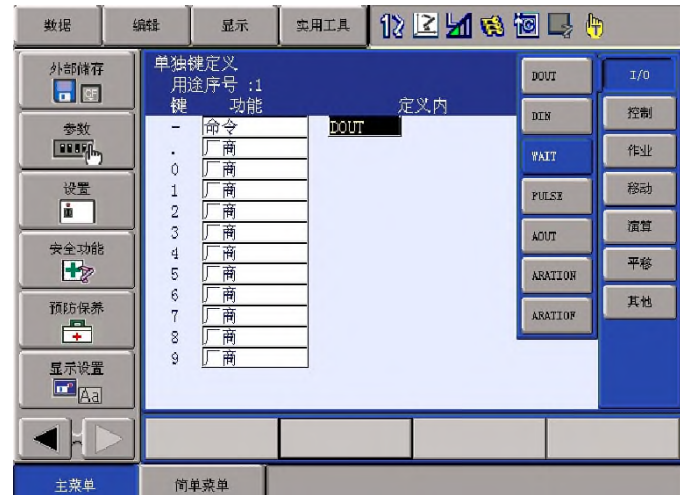 数据 编辑 显示 实用工具
外部储存
CF
参数
设置
安全功能
预防保养
显示设置
Aa
单独键定义
用途序号 :1
键 功能 定义内
- 命令 DOUT
. 厂商
0 厂商
1 厂商
2 厂商
3 厂商
4 厂商
5 厂商
6 厂商
7 厂商
8 厂商
9 厂商
DOUT
DIN
WAIT
PULSE
AOUT
ARATION
ARATIOF
I/O
控制
作业
移动
演算
平移
其他
主菜单 简单菜单